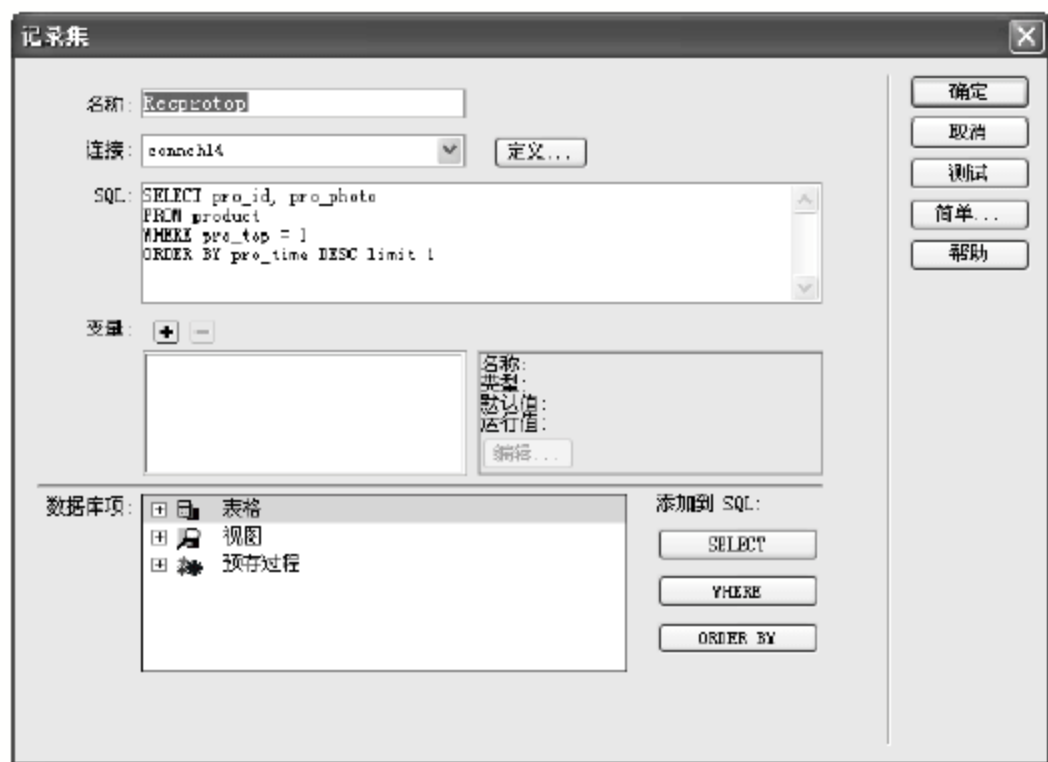 记录集
名称: Recprotop
连接: connch14 定义...
SQL: SELECT pro_id, pro_photo
FROM product
WHERE pro_top = 1
ORDER BY pro_time DESC limit 1
变量:
名称:
类型:
默认值:
运行值:
编辑...
数据库项:
表格
视图
预存过程
添加到 SQL:
SELECT
WHERE
ORDER BY
确定
取消
测试
简单...
帮助